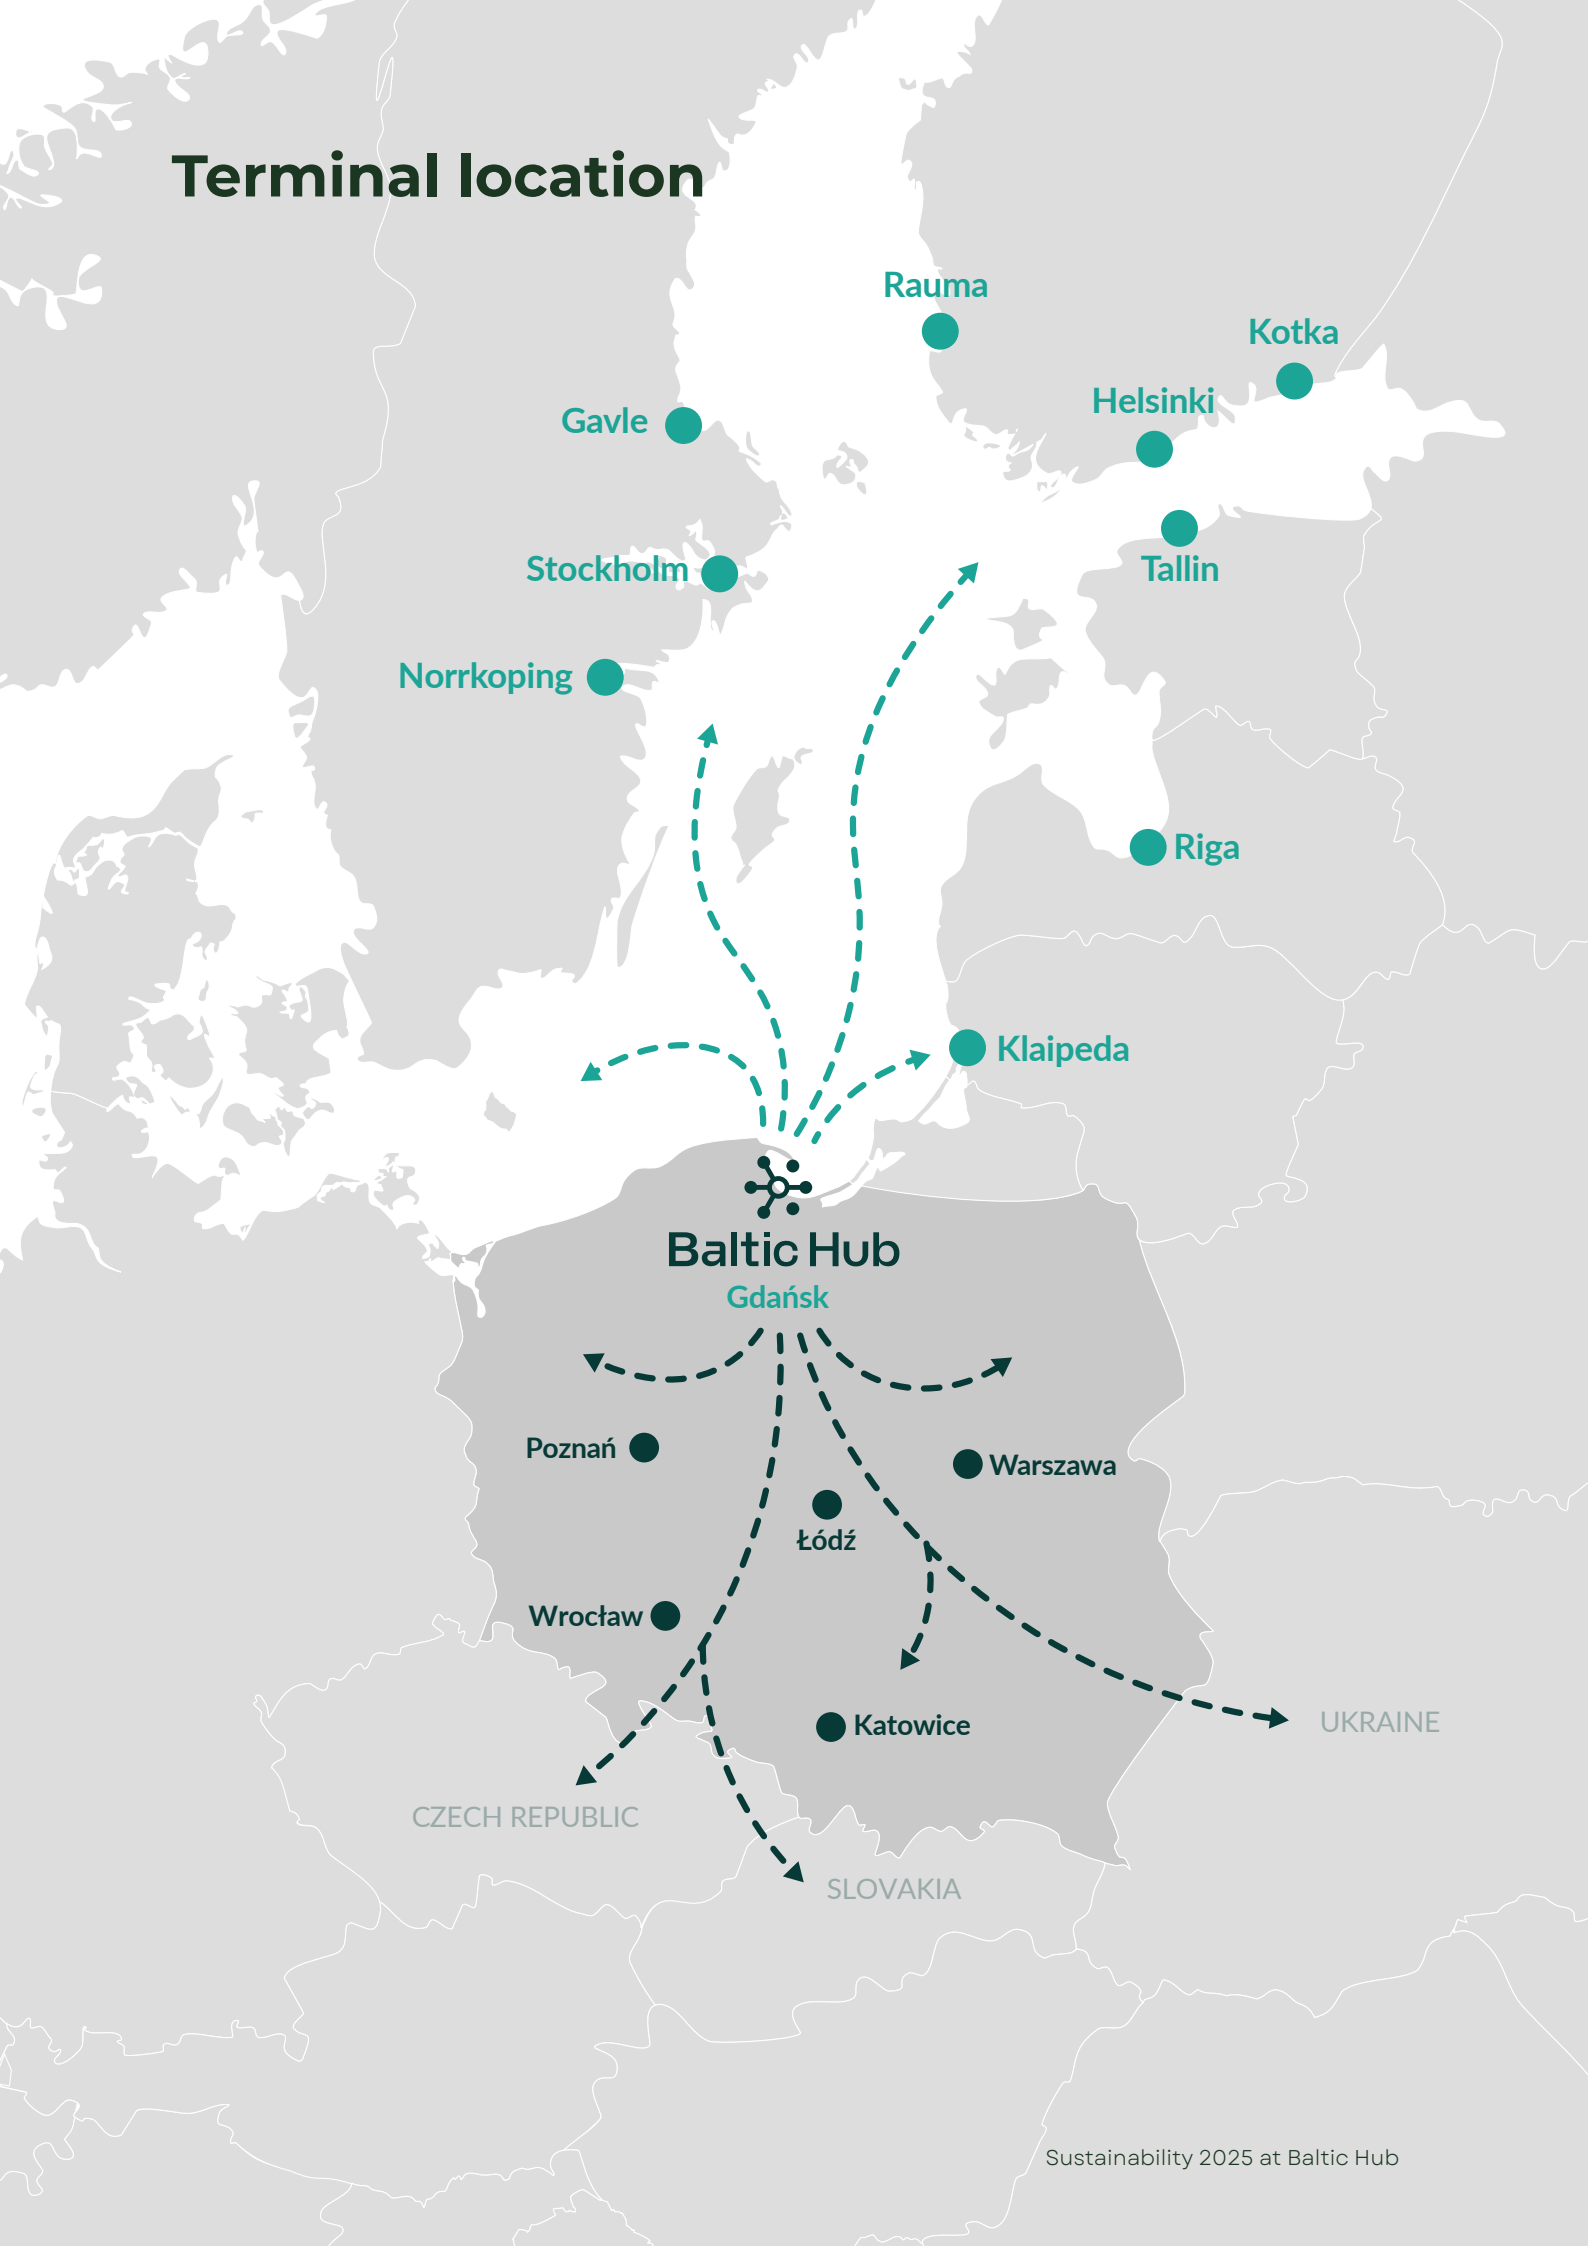 Terminal location
Rauma
Kotka
Helsinki
Gavle
Stockholm
Tallin
Norrkoping
Riga
Klaipeda
Baltic Hub
Gdańsk
Poznań
Warszawa
Łódź
Wrocław
Katowice
UKRAINE
CZECH REPUBLIC
SLOVAKIA
Sustainability 2025 at Baltic Hub